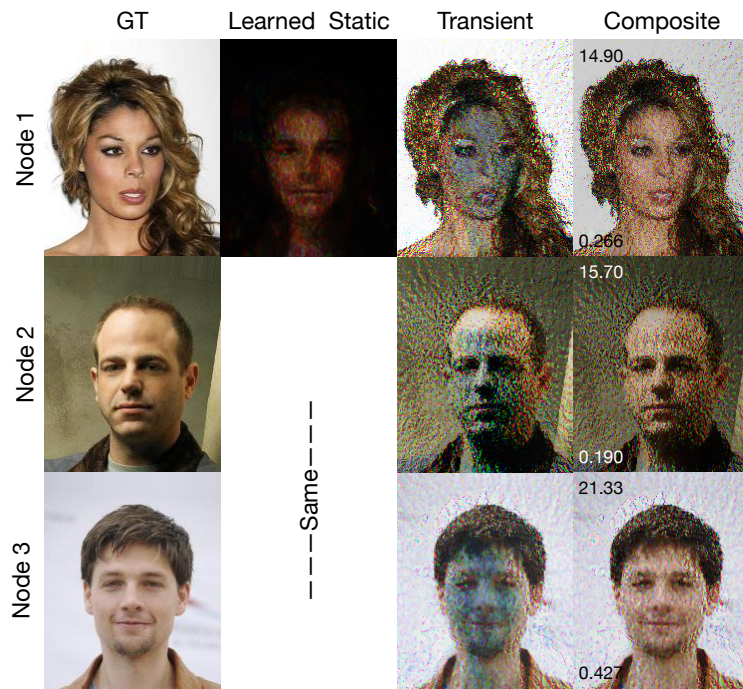 GT
Learned Static
Transient
Composite
Node 1
14.90
0.266
Node 2
15.70
0.190
– – –Same– – –
Node 3
21.33
0.427